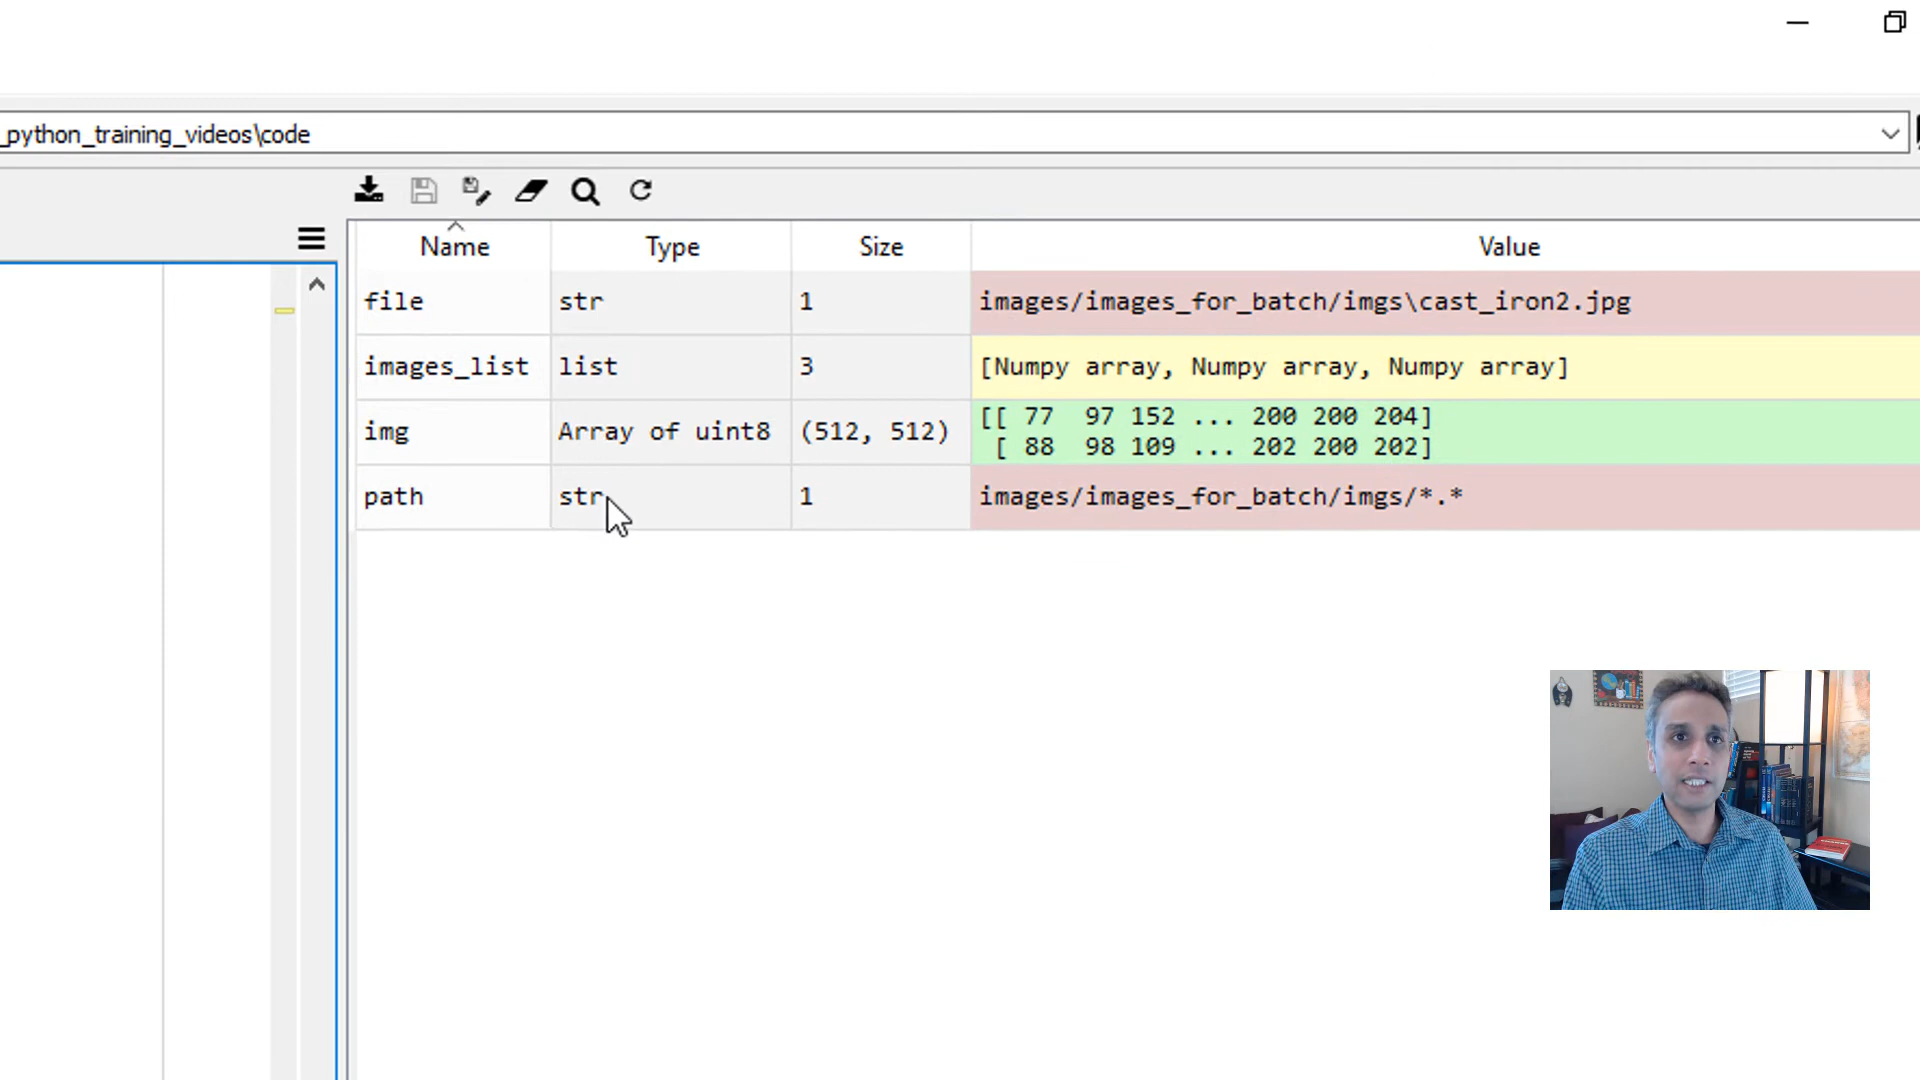 _python_training_videos\code
Name Type Size Value
file str 1 images/images_for_batch/imgs\cast_iron2.jpg
images_list list 3 [Numpy array, Numpy array, Numpy array]
img Array of uint8 (512, 512) [[ 77 97 152 ... 200 200 204]
[ 88 98 109 ... 202 200 202]
path str 1 images/images_for_batch/imgs/*.*